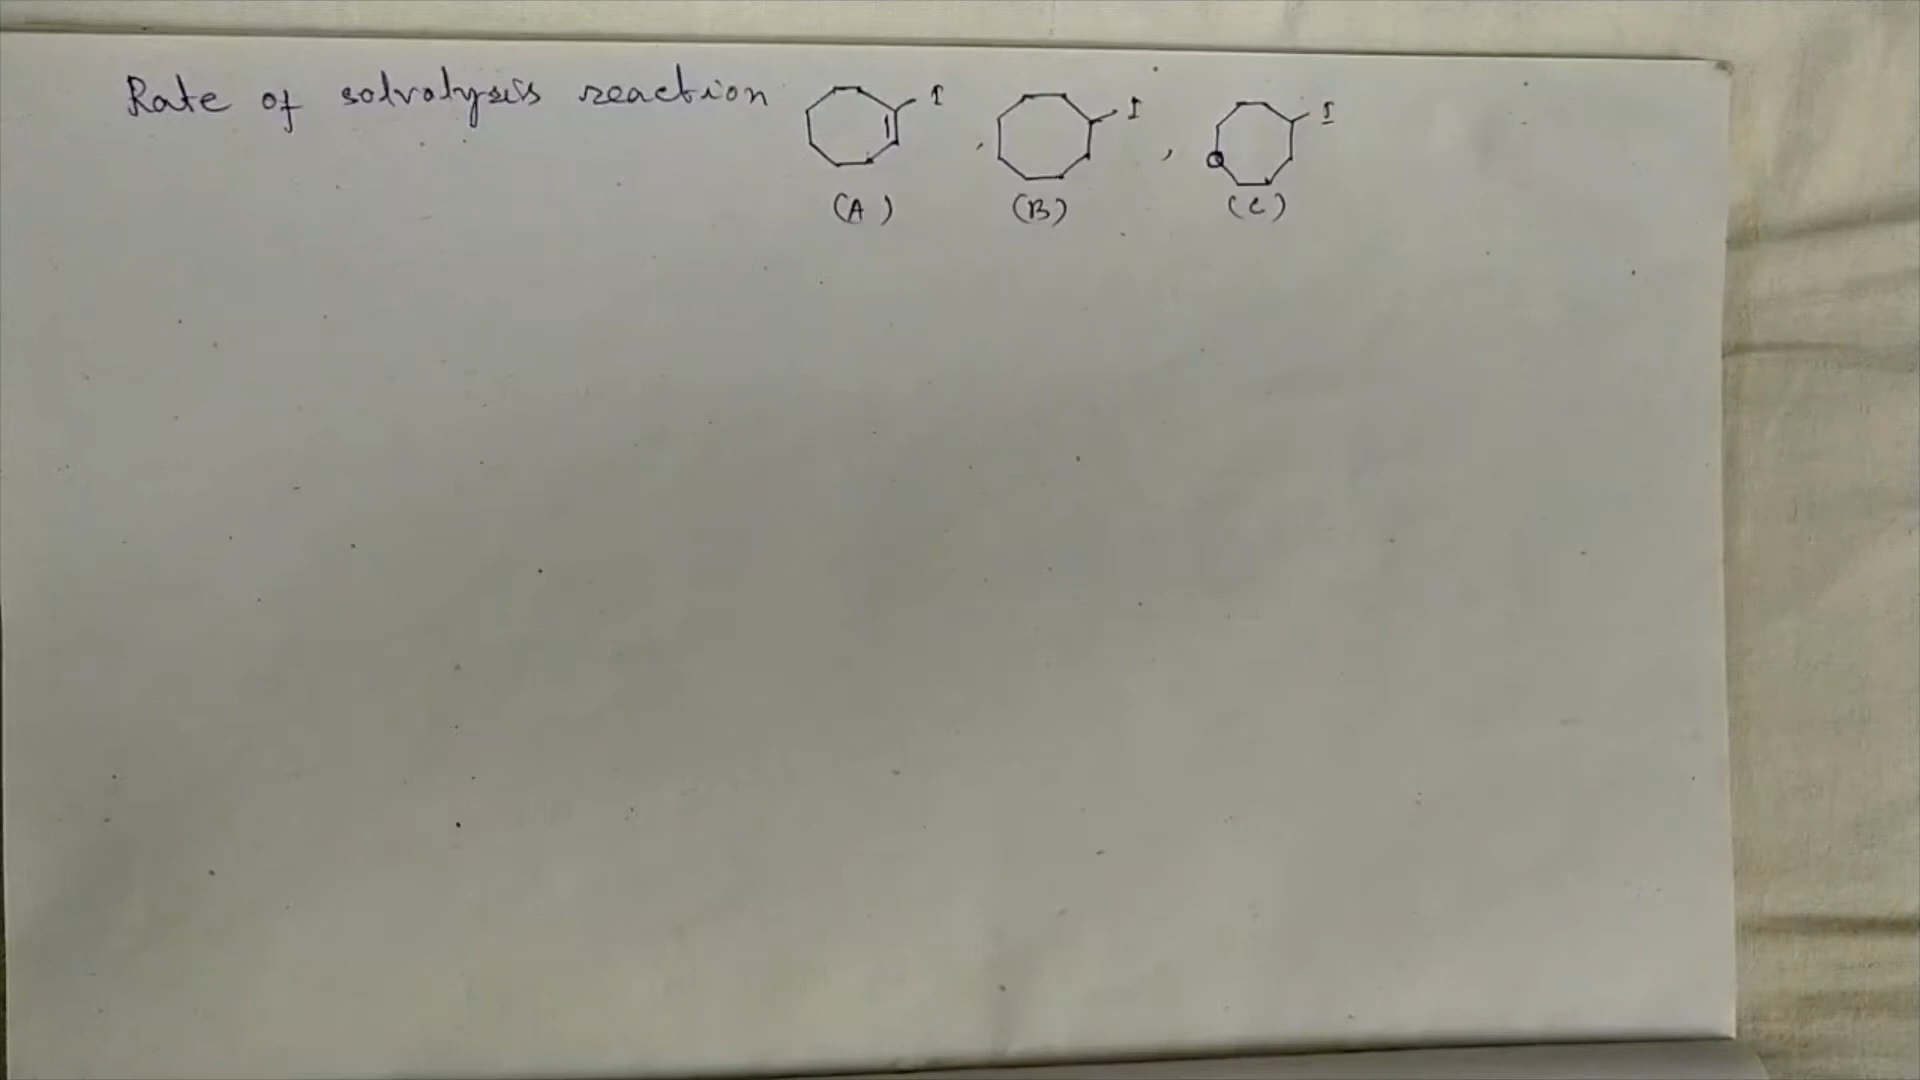 Rate of solvolysis reaction I , I , I
O
(A) (B) (C)